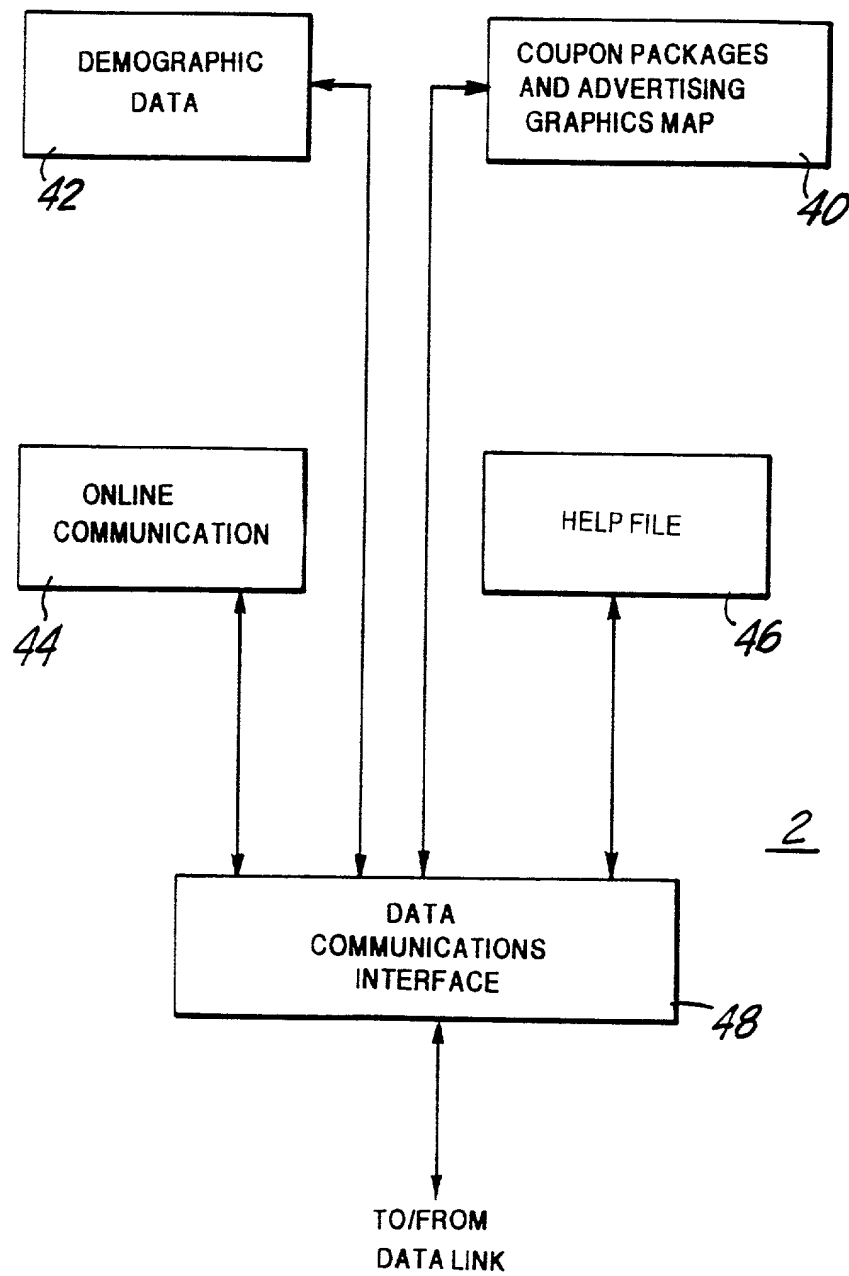 DEMOGRAPHIC
DATA
42
COUPON PACKAGES
AND ADVERTISING
GRAPHICS MAP
40
ONLINE
COMMUNICATION
44
HELP FILE
46
2
DATA
COMMUNICATIONS
INTERFACE
48
TO/FROM
DATA LINK